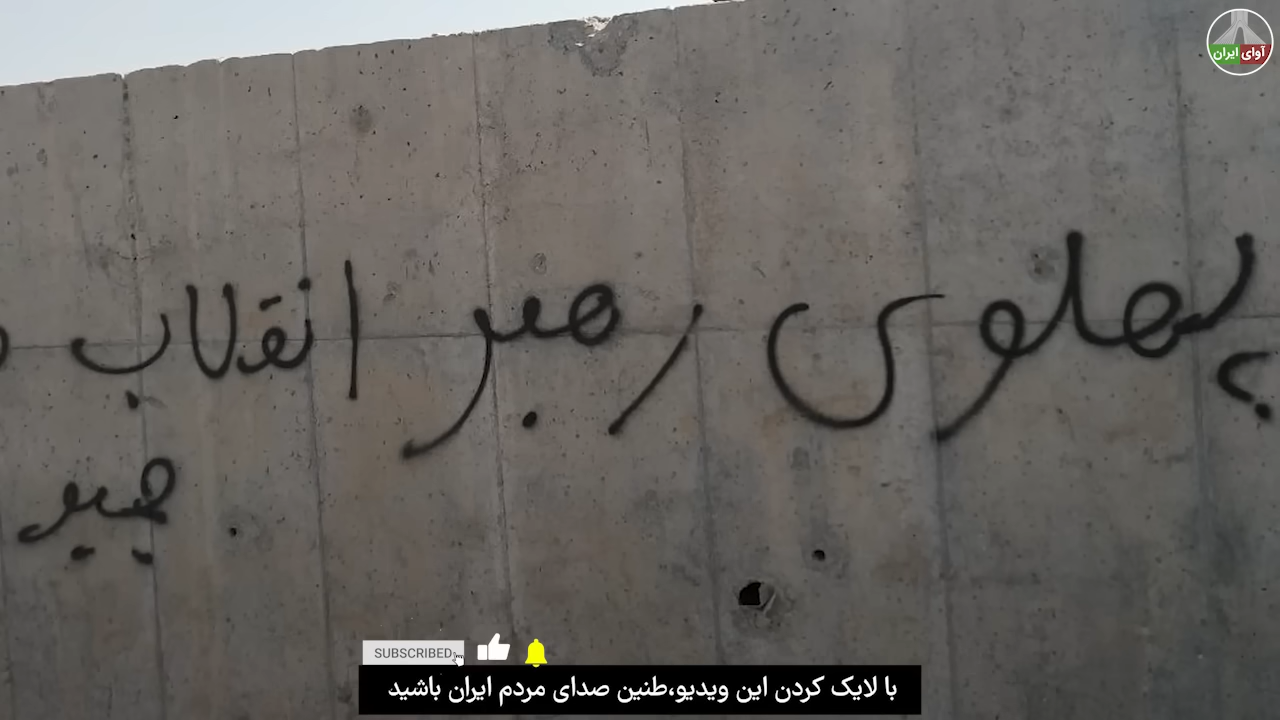 آوای ایران
پهلوی رهبر انقلاب
SUBSCRIBED
با لایک کردن این ویدیو،طنین صدای مردم ایران باشید